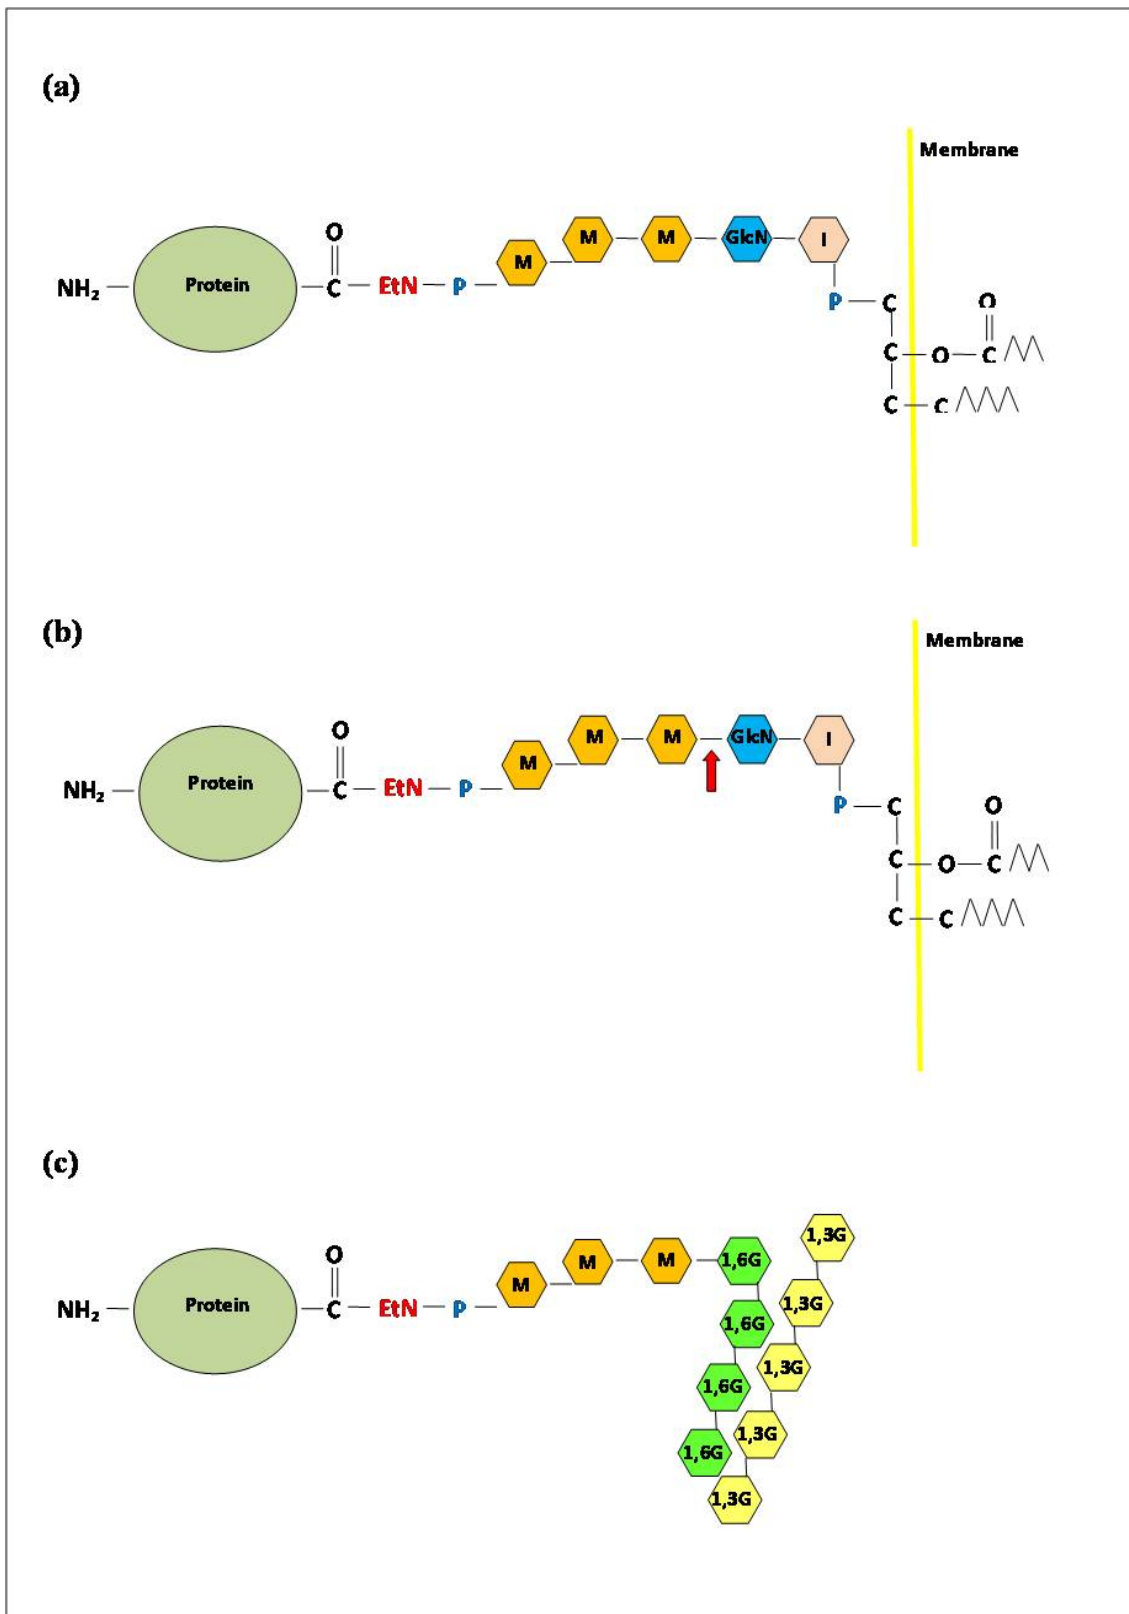 (a)
Membrane
O
M M M GlcN I
NH₂ Protein C EtN P
P C O
C O C
C C
(b)
Membrane
O
M M M GlcN I
NH₂ Protein C EtN P
P C O
C O C
C C
(c)
1,3G
O M M M 1,6G
NH₂ Protein C EtN P 1,3G
1,6G
1,3G
1,6G
1,3G
1,6G
1,3G